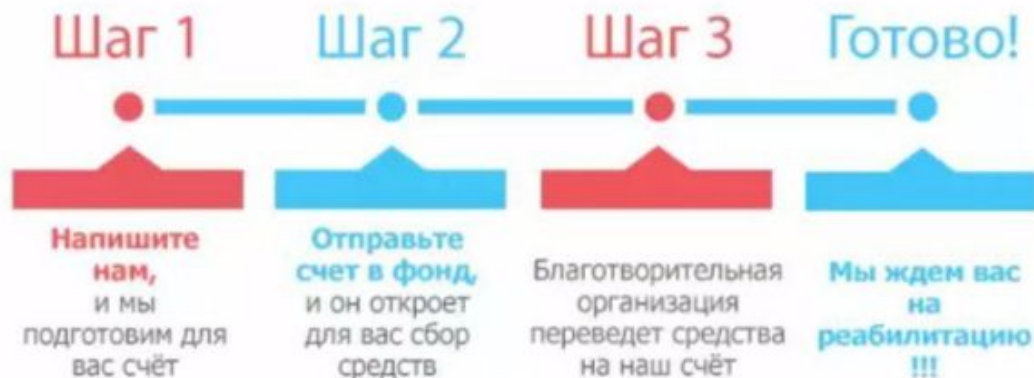 Шаг 1
Напишите
нам,
и мы
подготовим для
вас счёт
Шаг 2
Отправьте
счет в фонд,
и он откроет
для вас сбор
средств
Шаг 3
Благотворительная
организация
переведет средства
на наш счёт
Готово!
Мы ждем вас
на
реабилитацию
!!!